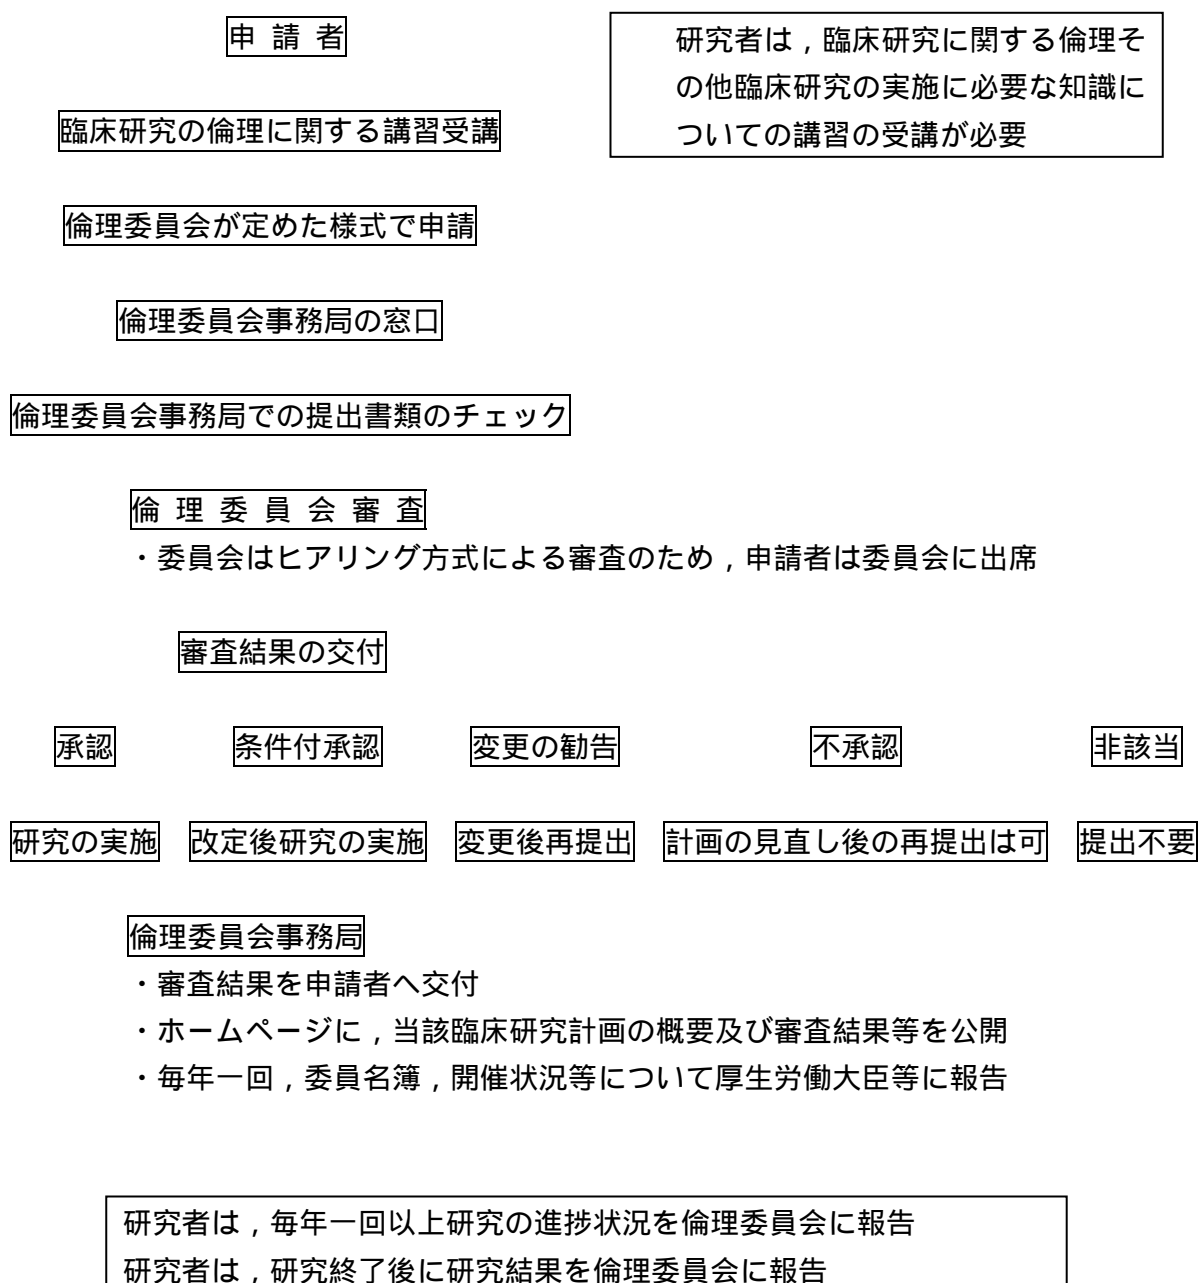 申 請 者
研究者は，臨床研究に関する倫理そ
の他臨床研究の実施に必要な知識に
ついての講習の受講が必要
臨床研究の倫理に関する講習受講
倫理委員会が定めた様式で申請
倫理委員会事務局の窓口
倫理委員会事務局での提出書類のチェック
倫 理 委 員 会 審 査
・委員会はヒアリング方式による審査のため，申請者は委員会に出席
審査結果の交付
承認 条件付承認 変更の勧告 不承認 非該当
研究の実施 改定後研究の実施 変更後再提出 計画の見直し後の再提出は可 提出不要
倫理委員会事務局
・審査結果を申請者へ交付
・ホームページに，当該臨床研究計画の概要及び審査結果等を公開
・毎年一回，委員名簿，開催状況等について厚生労働大臣等に報告
研究者は，毎年一回以上研究の進捗状況を倫理委員会に報告
研究者は，研究終了後に研究結果を倫理委員会に報告